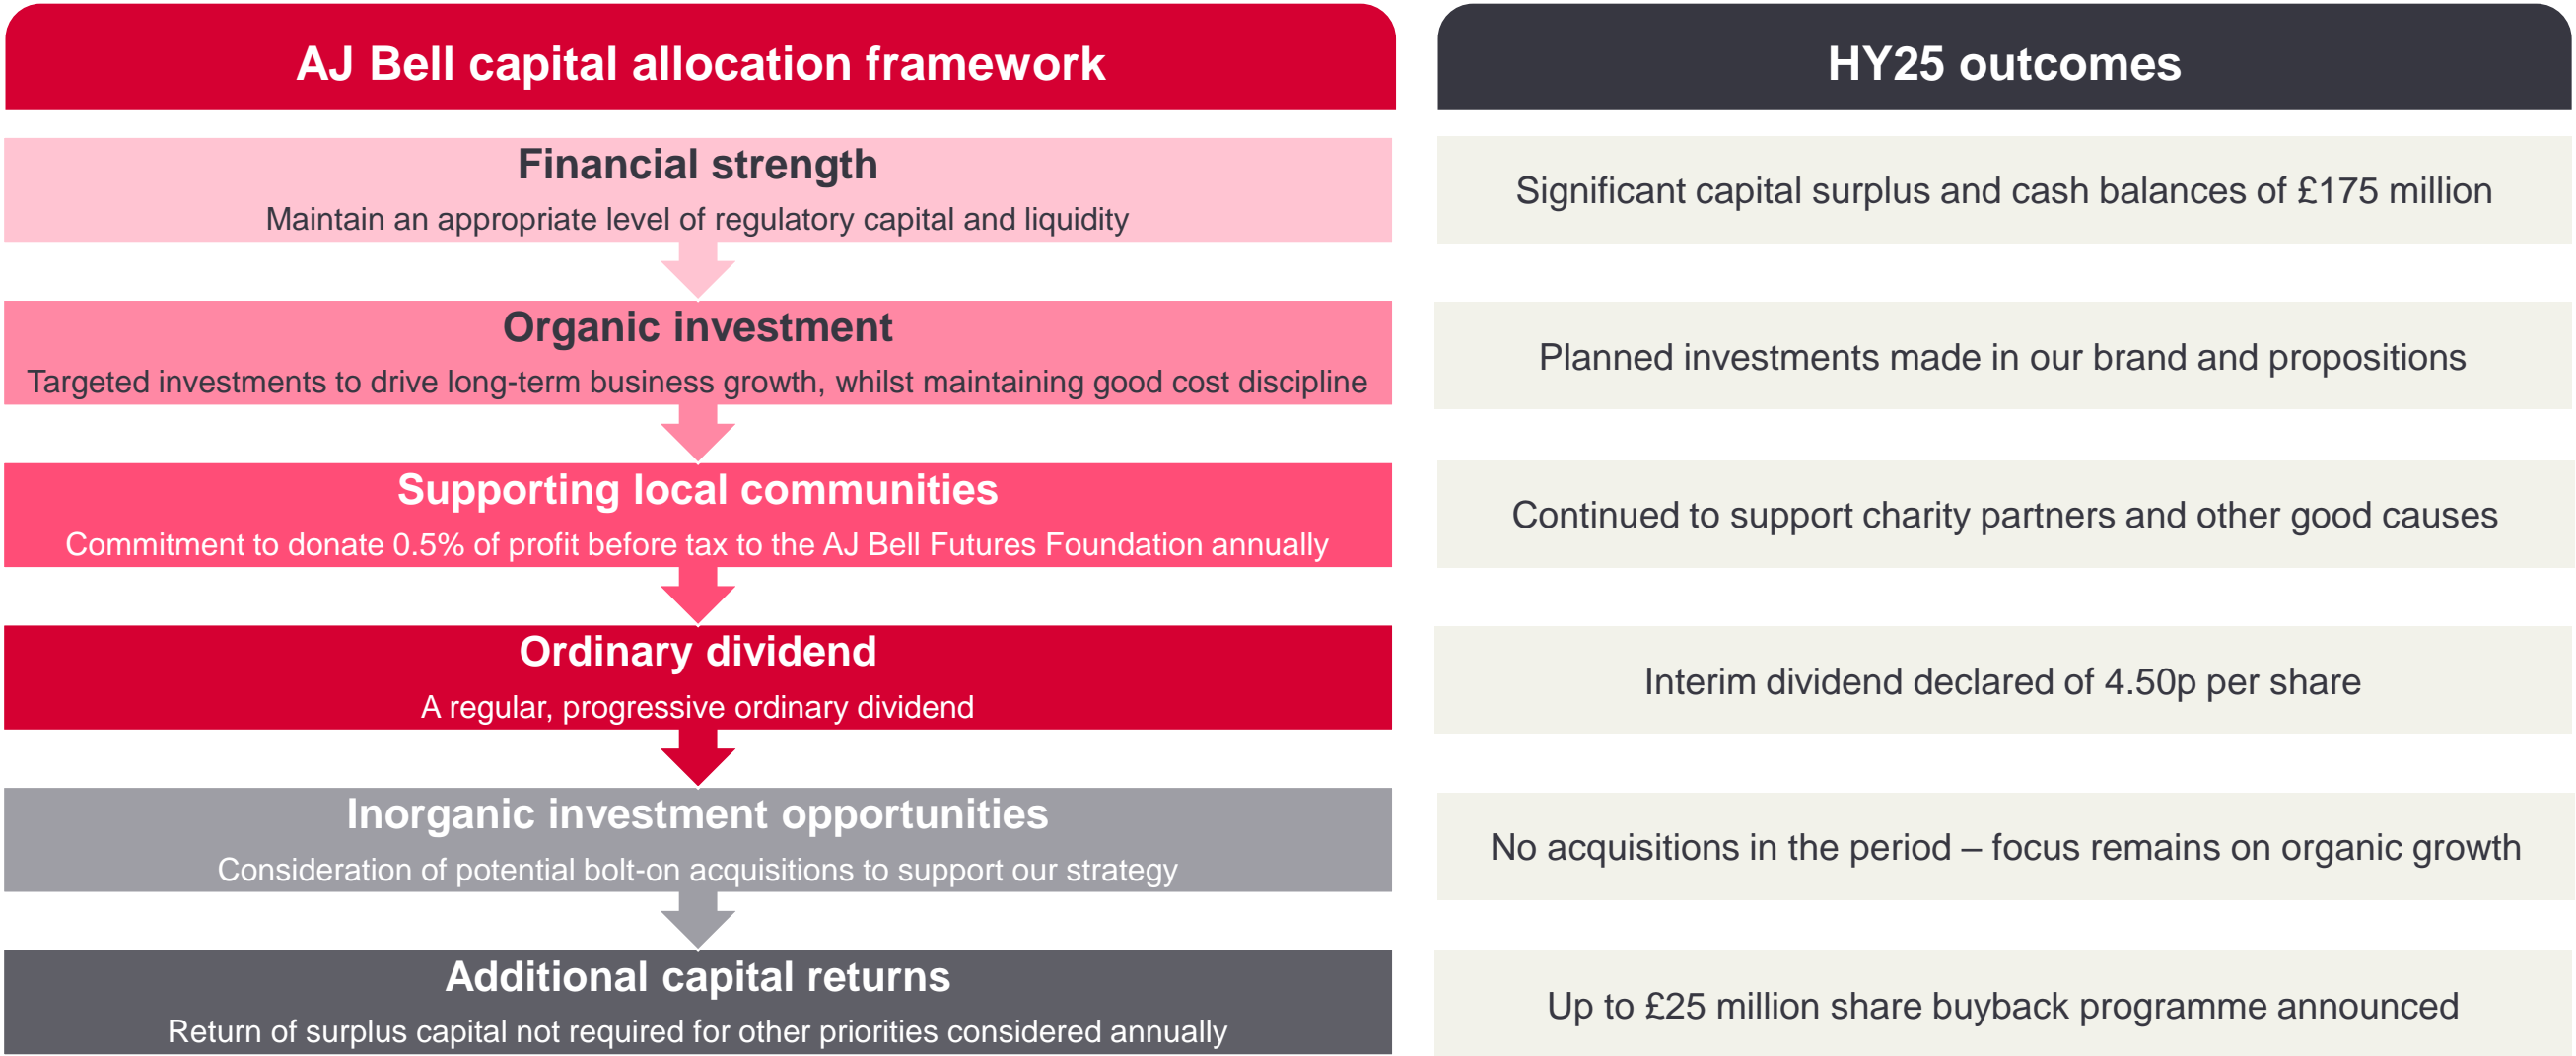 AJ Bell capital allocation framework
HY25 outcomes
Financial strength
Maintain an appropriate level of regulatory capital and liquidity
Significant capital surplus and cash balances of £175 million
Organic investment
Targeted investments to drive long-term business growth, whilst maintaining good cost discipline
Planned investments made in our brand and propositions
Supporting local communities
Commitment to donate 0.5% of profit before tax to the AJ Bell Futures Foundation annually
Continued to support charity partners and other good causes
Ordinary dividend
A regular, progressive ordinary dividend
Interim dividend declared of 4.50p per share
Inorganic investment opportunities
Consideration of potential bolt-on acquisitions to support our strategy
No acquisitions in the period – focus remains on organic growth
Additional capital returns
Return of surplus capital not required for other priorities considered annually
Up to £25 million share buyback programme announced